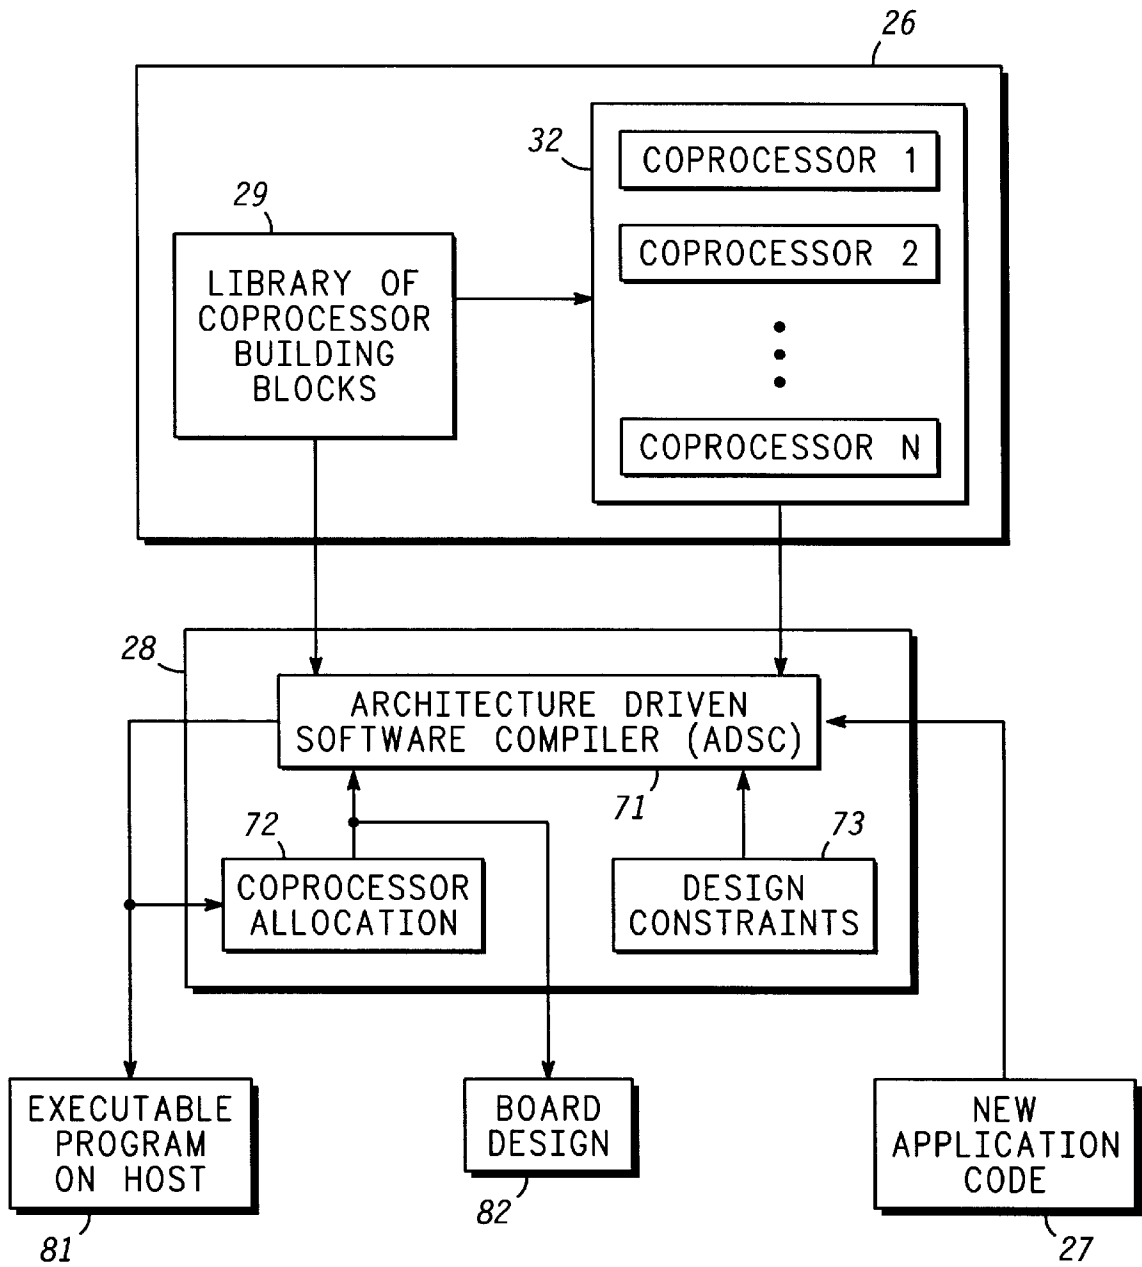 26
32
COPROCESSOR 1
29
COPROCESSOR 2
LIBRARY OF
COPROCESSOR
BUILDING
BLOCKS
COPROCESSOR N
28
ARCHITECTURE DRIVEN
SOFTWARE COMPILER (ADSC)
71
72
73
COPROCESSOR
ALLOCATION
DESIGN
CONSTRAINTS
EXECUTABLE
PROGRAM
ON HOST
BOARD
DESIGN
NEW
APPLICATION
CODE
81
82
27